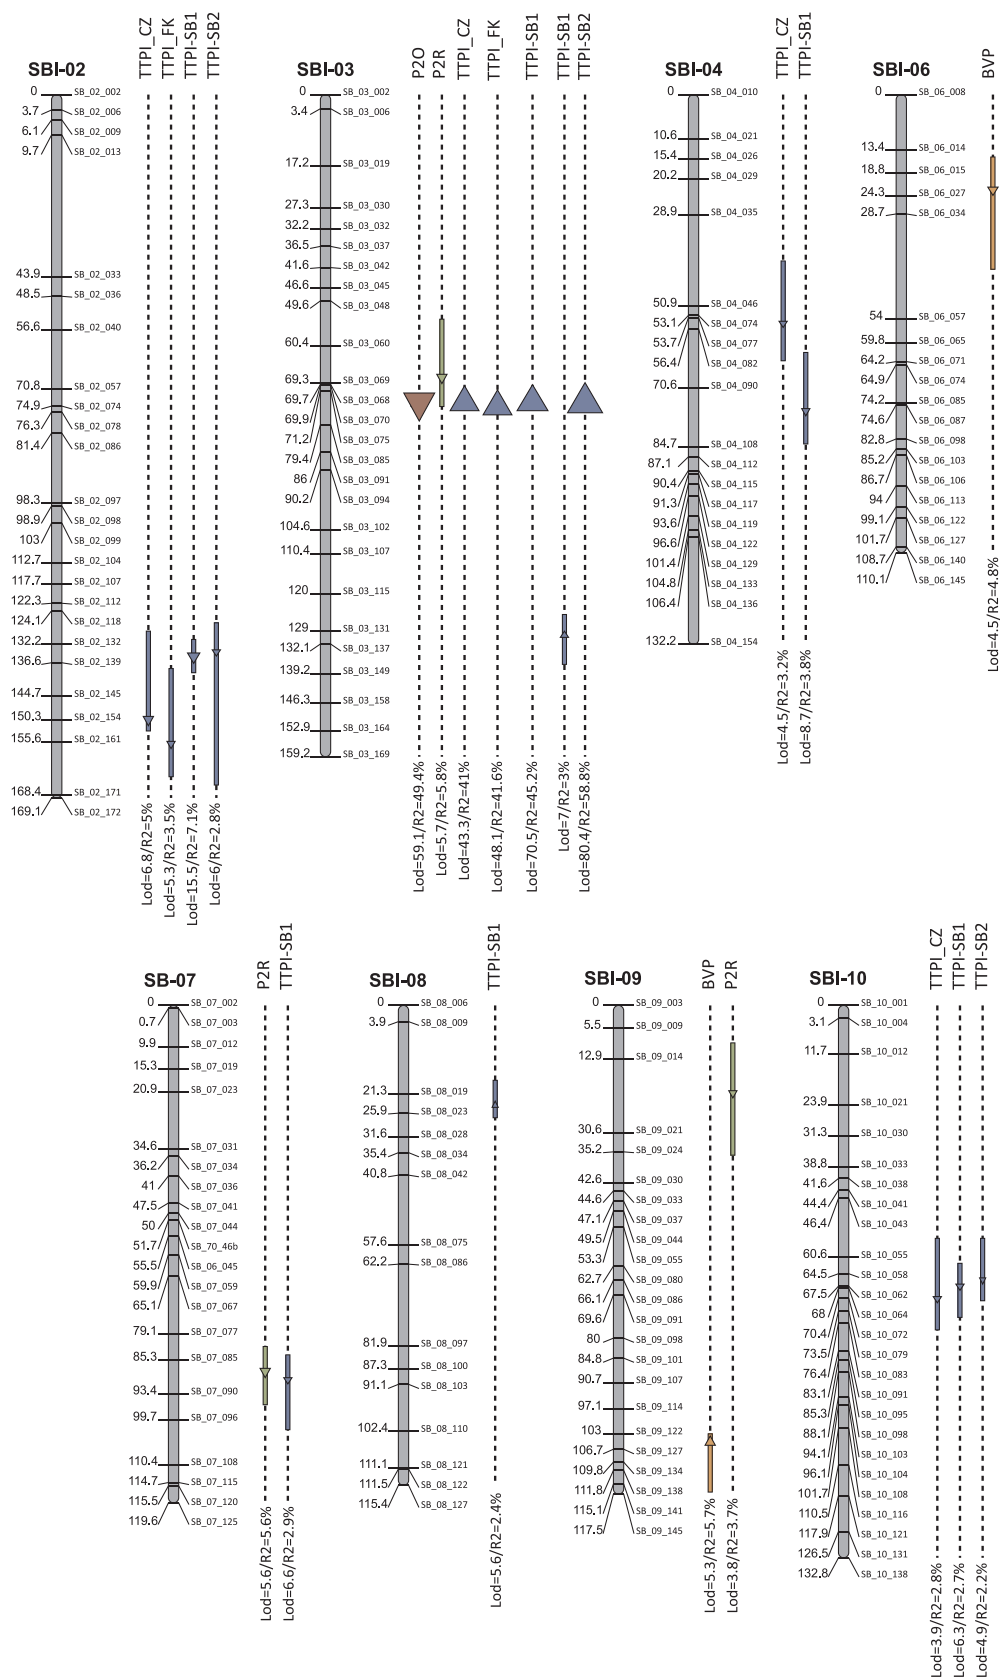 SBI-02
TTPI_CZ
TTPI_FK
TTPI-SB1
TTPI-SB2
0 SB_02_002
3.7 SB_02_006
6.1 SB_02_009
9.7 SB_02_013
43.9 SB_02_033
48.5 SB_02_036
56.6 SB_02_040
70.8 SB_02_057
74.9 SB_02_074
76.3 SB_02_078
81.4 SB_02_086
98.3 SB_02_097
98.9 SB_02_098
103 SB_02_099
112.7 SB_02_104
117.7 SB_02_107
122.3 SB_02_112
124.1 SB_02_118
132.2 SB_02_132
136.6 SB_02_139
144.7 SB_02_145
150.3 SB_02_154
155.6 SB_02_161
168.4 SB_02_171
169.1 SB_02_172
Lod=6.8/R2=5%
Lod=5.3/R2=3.5%
Lod=15.5/R2=7.1%
Lod=6/R2=2.8%
SBI-03
P2O
P2R
TTPI_CZ
TTPI_FK
TTPI-SB1
TTPI-SB1
TTPI-SB2
0 SB_03_002
3.4 SB_03_006
17.2 SB_03_019
27.3 SB_03_030
32.2 SB_03_032
36.5 SB_03_037
41.6 SB_03_042
46.6 SB_03_045
49.6 SB_03_048
60.4 SB_03_060
69.3 SB_03_069
69.7 SB_03_068
69.9 SB_03_070
71.2 SB_03_075
79.4 SB_03_085
86 SB_03_091
90.2 SB_03_094
104.6 SB_03_102
110.4 SB_03_107
120 SB_03_115
129 SB_03_131
132.1 SB_03_137
139.2 SB_03_149
146.3 SB_03_158
152.9 SB_03_164
159.2 SB_03_169
Lod=59.1/R2=49.4%
Lod=5.7/R2=5.8%
Lod=43.3/R2=41%
Lod=48.1/R2=41.6%
Lod=70.5/R2=45.2%
Lod=7/R2=3%
Lod=80.4/R2=58.8%
SBI-04
TTPI_CZ
TTPI-SB1
0 SB_04_010
10.6 SB_04_021
15.4 SB_04_026
20.2 SB_04_029
28.9 SB_04_035
50.9 SB_04_046
53.1 SB_04_074
53.7 SB_04_077
56.4 SB_04_082
70.6 SB_04_090
84.7 SB_04_108
87.1 SB_04_112
90.4 SB_04_115
91.3 SB_04_117
93.6 SB_04_119
96.6 SB_04_122
101.4 SB_04_129
104.8 SB_04_133
106.4 SB_04_136
132.2 SB_04_154
Lod=4.5/R2=3.2%
Lod=8.7/R2=3.8%
SBI-06
BVP
0 SB_06_008
13.4 SB_06_014
18.8 SB_06_015
24.3 SB_06_027
28.7 SB_06_034
54 SB_06_057
59.8 SB_06_065
64.2 SB_06_071
64.9 SB_06_074
74.2 SB_06_085
74.6 SB_06_087
82.8 SB_06_098
85.2 SB_06_103
86.7 SB_06_106
94 SB_06_113
99.1 SB_06_122
101.7 SB_06_127
108.7 SB_06_140
110.1 SB_06_145
Lod=4.5/R2=4.8%
SB-07
P2R
TTPI-SB1
0 SB_07_002
0.7 SB_07_003
9.9 SB_07_012
15.3 SB_07_019
20.9 SB_07_023
34.6 SB_07_031
36.2 SB_07_034
41 SB_07_036
47.5 SB_07_041
50 SB_07_044
51.7 SB_70_46b
55.5 SB_06_045
59.9 SB_07_059
65.1 SB_07_067
79.1 SB_07_077
85.3 SB_07_085
93.4 SB_07_090
99.7 SB_07_096
110.4 SB_07_108
114.7 SB_07_115
115.5 SB_07_120
119.6 SB_07_125
Lod=5.6/R2=5.6%
Lod=6.6/R2=2.9%
SBI-08
TTPI-SB1
0 SB_08_006
3.9 SB_08_009
21.3 SB_08_019
25.9 SB_08_023
31.6 SB_08_028
35.4 SB_08_034
40.8 SB_08_042
57.6 SB_08_075
62.2 SB_08_086
81.9 SB_08_097
87.3 SB_08_100
91.1 SB_08_103
102.4 SB_08_110
111.1 SB_08_121
111.5 SB_08_122
115.4 SB_08_127
Lod=5.6/R2=2.4%
SBI-09
BVP
P2R
0 SB_09_003
5.5 SB_09_009
12.9 SB_09_014
30.6 SB_09_021
35.2 SB_09_024
42.6 SB_09_030
44.6 SB_09_033
47.1 SB_09_037
49.5 SB_09_044
53.3 SB_09_055
62.7 SB_09_080
66.1 SB_09_086
69.6 SB_09_091
80 SB_09_098
84.8 SB_09_101
90.7 SB_09_107
97.1 SB_09_114
103 SB_09_122
106.7 SB_09_127
109.8 SB_09_134
111.8 SB_09_138
115.1 SB_09_141
117.5 SB_09_145
Lod=5.3/R2=5.7%
Lod=3.8/R2=3.7%
SBI-10
TTPI_CZ
TTPI-SB1
TTPI-SB2
0 SB_10_001
3.1 SB_10_004
11.7 SB_10_012
23.9 SB_10_021
31.3 SB_10_030
38.8 SB_10_033
41.6 SB_10_038
44.4 SB_10_041
46.4 SB_10_043
60.6 SB_10_055
64.5 SB_10_058
67.5 SB_10_062
68 SB_10_064
70.4 SB_10_072
73.5 SB_10_079
76.4 SB_10_083
83.1 SB_10_091
85.3 SB_10_095
88.1 SB_10_098
94.1 SB_10_103
96.1 SB_10_104
101.7 SB_10_108
110.5 SB_10_116
117.9 SB_10_121
126.5 SB_10_131
132.8 SB_10_138
Lod=3.9/R2=2.8%
Lod=6.3/R2=2.7%
Lod=4.9/R2=2.2%